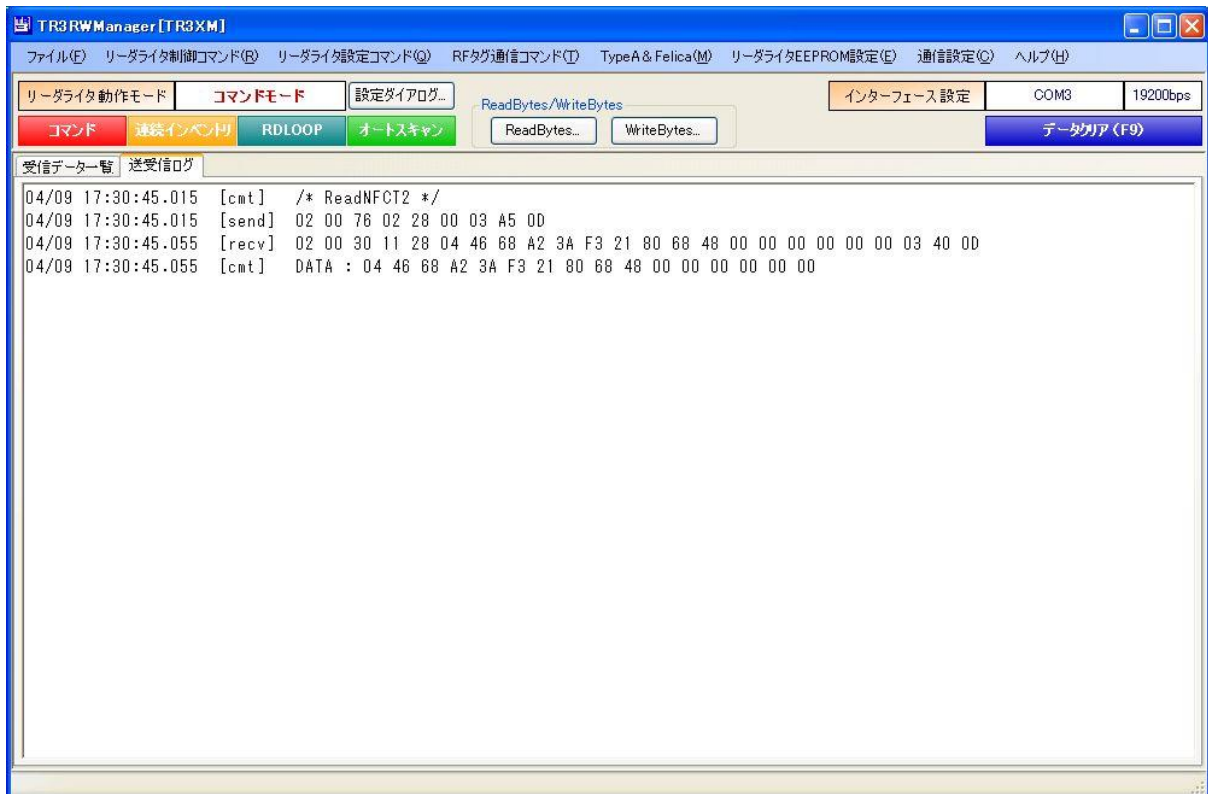 TR3RWManager[TR3XM]
ファイル(F) リーダライタ制御コマンド(R) リーダライタ設定コマンド(Q) RFタグ通信コマンド(T) TypeA & Felica(M) リーダライタEEPROM設定(E) 通信設定(C) ヘルプ(H)
リーダライタ動作モード コマンドモード 設定ダイアログ... ReadBytes/WriteBytes インターフェース設定 COM3 19200bps
コマンド 連続インベントリ RDLOOP オートスキャン ReadBytes... WriteBytes... データクリア (F9)
受信データ一覧 送受信ログ
04/09 17:30:45.015 [cmt] /* ReadNFCT2 */
04/09 17:30:45.015 [send] 02 00 76 02 28 00 03 A5 0D
04/09 17:30:45.055 [recv] 02 00 30 11 28 04 46 68 A2 3A F3 21 80 68 48 00 00 00 00 00 00 03 40 0D
04/09 17:30:45.055 [cmt] DATA : 04 46 68 A2 3A F3 21 80 68 48 00 00 00 00 00 00